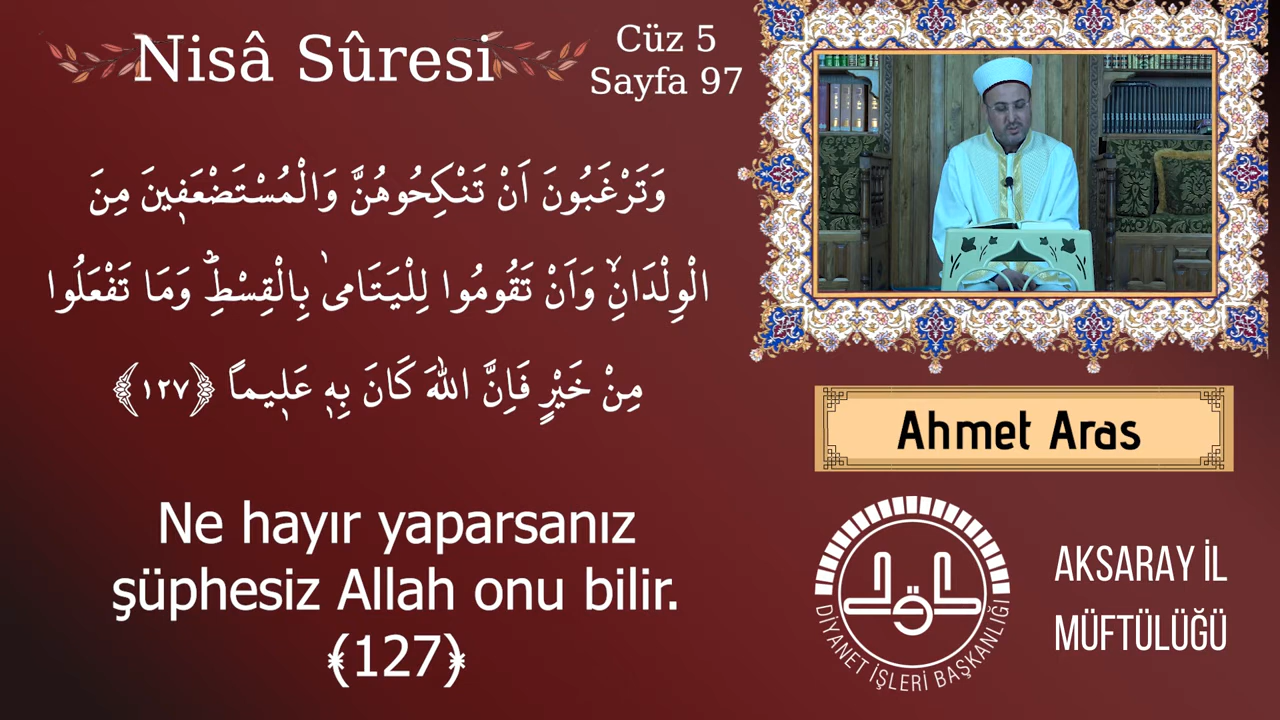 Nisâ Sûresi
Cüz 5
Sayfa 97
وَتَرْغَبُونَ اَنْ تَنْكِحُوهُنَّ وَالْمُسْتَضْعَف۪ينَ مِنَ
الْوِلْدَانِۙ وَاَنْ تَقُومُوا لِلْيَتَامٰى بِالْقِسْطِۜ وَمَا تَفْعَلُوا
مِنْ خَيْرٍ فَاِنَّ اللّٰهَ كَانَ بِه۪ عَل۪يماً ﴿١٢٧﴾
Ne hayır yaparsanız
şüphesiz Allah onu bilir.
﴾127﴿
Ahmet Aras
DİYANET İŞLERİ BAŞKANLIĞI
AKSARAY İL
MÜFTÜLÜĞÜ